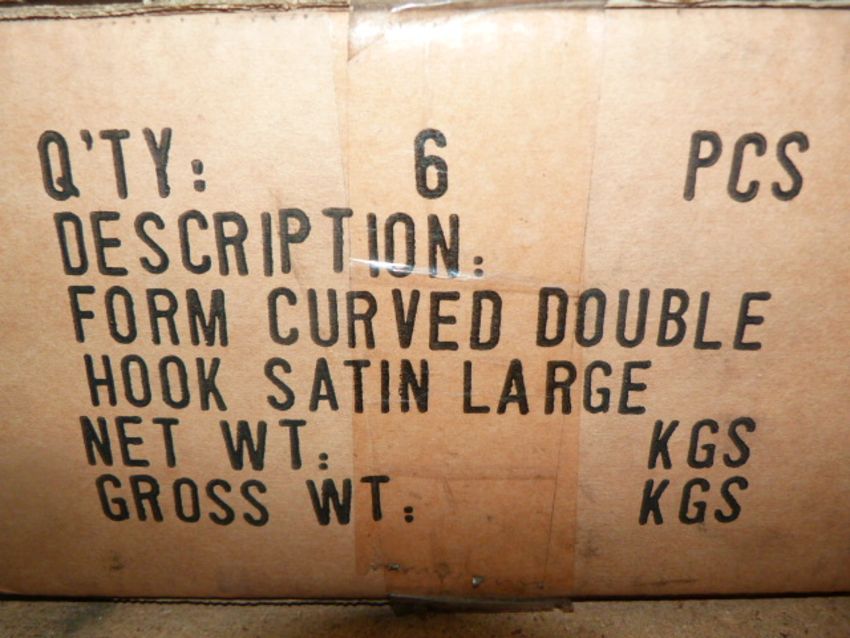 Q'TY: 6 PCS
DESCRIPTION:
FORM CURVED DOUBLE
HOOK SATIN LARGE
NET WT: KGS
GROSS WT: KGS